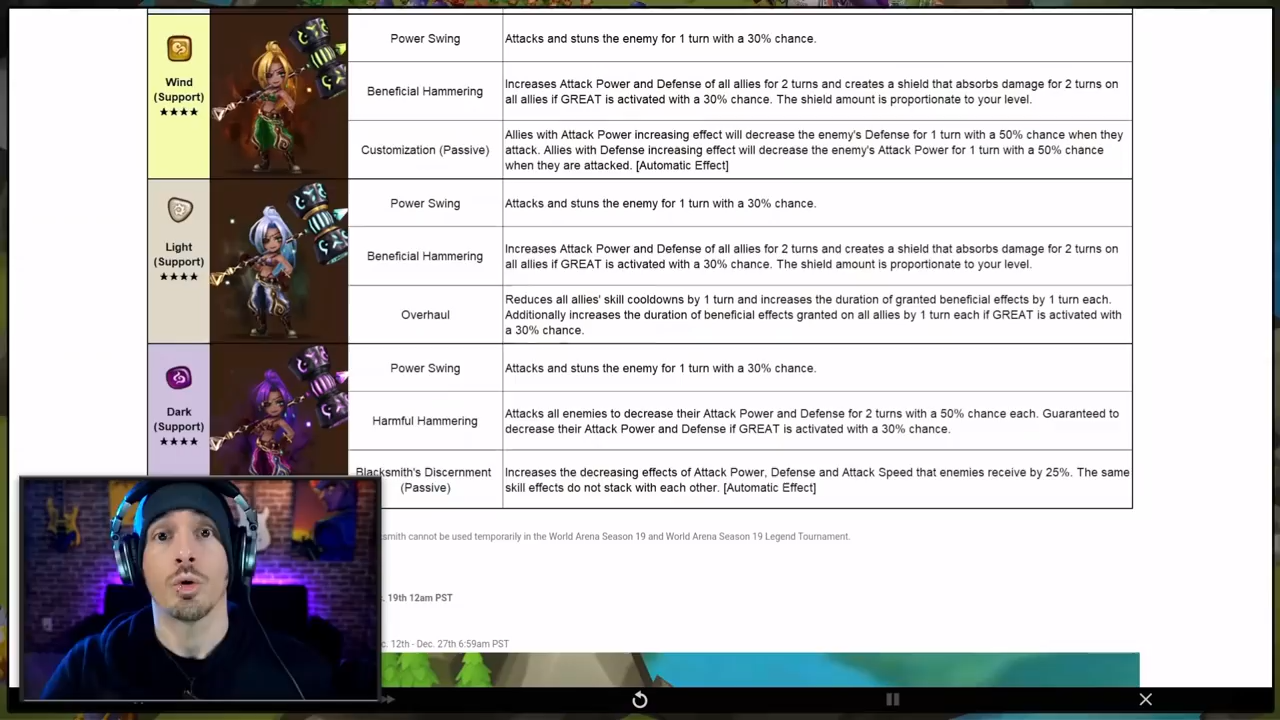 Wind
(Support)
★★★★
Power Swing
Attacks and stuns the enemy for 1 turn with a 30% chance.
Beneficial Hammering
Increases Attack Power and Defense of all allies for 2 turns and creates a shield that absorbs damage for 2 turns on
all allies if GREAT is activated with a 30% chance. The shield amount is proportionate to your level.
Customization (Passive)
Allies with Attack Power increasing effect will decrease the enemy's Defense for 1 turn with a 50% chance when they
attack. Allies with Defense increasing effect will decrease the enemy's Attack Power for 1 turn with a 50% chance
when they are attacked. [Automatic Effect]
Light
(Support)
★★★★
Power Swing
Attacks and stuns the enemy for 1 turn with a 30% chance.
Beneficial Hammering
Increases Attack Power and Defense of all allies for 2 turns and creates a shield that absorbs damage for 2 turns on
all allies if GREAT is activated with a 30% chance. The shield amount is proportionate to your level.
Overhaul
Reduces all allies' skill cooldowns by 1 turn and increases the duration of granted beneficial effects by 1 turn each.
Additionally increases the duration of beneficial effects granted on all allies by 1 turn each if GREAT is activated with
a 30% chance.
Dark
(Support)
★★★★
Power Swing
Attacks and stuns the enemy for 1 turn with a 30% chance.
Harmful Hammering
Attacks all enemies to decrease their Attack Power and Defense for 2 turns with a 50% chance each. Guaranteed to
decrease their Attack Power and Defense if GREAT is activated with a 30% chance.
Blacksmith's Discernment
(Passive)
Increases the decreasing effects of Attack Power, Defense and Attack Speed that enemies receive by 25%. The same
skill effects do not stack with each other. [Automatic Effect]
smith cannot be used temporarily in the World Arena Season 19 and World Arena Season 19 Legend Tournament.
. 19th 12am PST
c. 12th - Dec. 27th 6:59am PST